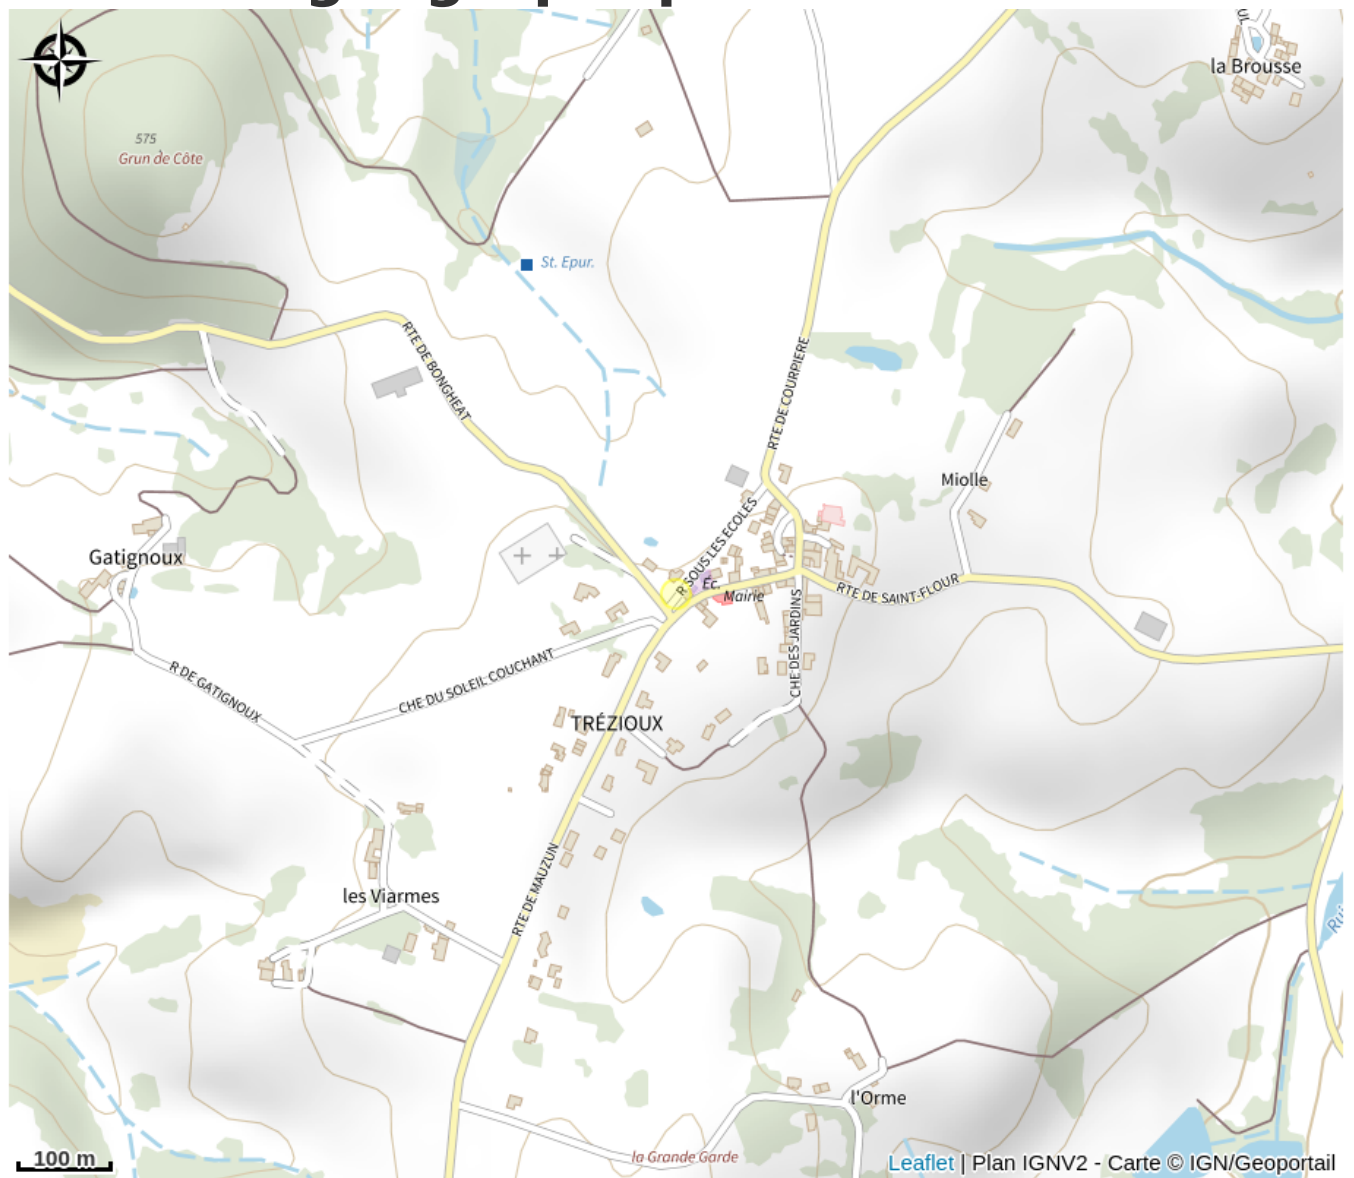 la Brousse
575
Grun de Côte
St. Epur.
RTE DE BONGHEAT
RTE DE COURPIERE
Miolle
R SOUS LES ECOLES
Gatignoux
Éc.
Mairie
RTE DE SAINT-FLOUR
CHE DES JARDINS
R DE GATIGNOUX
CHE DU SOLEIL COUCHANT
TRÉZIOUX
RTE DE MAUZUN
les Viarmes
l'Orme
la Grande Garde
100 m
Leaflet | Plan IGNV2 - Carte © IGN/Geoportail